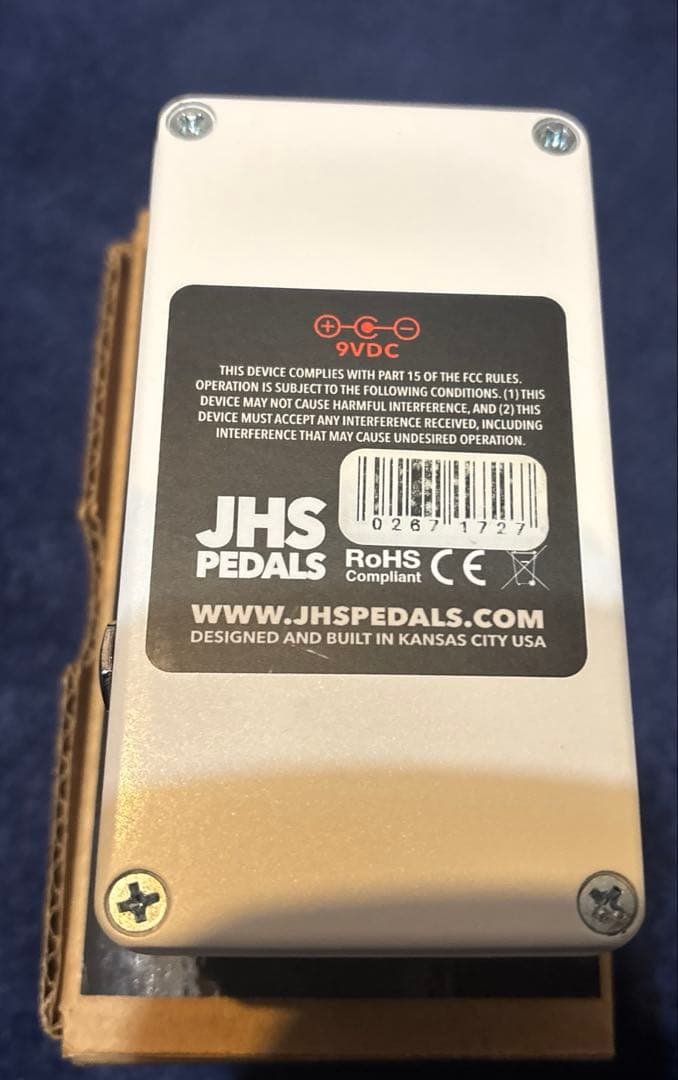 9VDC
THIS DEVICE COMPLIES WITH PART 15 OF THE FCC RULES.
OPERATION IS SUBJECT TO THE FOLLOWING CONDITIONS. (1) THIS
DEVICE MAY NOT CAUSE HARMFUL INTERFERENCE, AND (2) THIS
DEVICE MUST ACCEPT ANY INTERFERENCE RECEIVED, INCLUDING
INTERFERENCE THAT MAY CAUSE UNDESIRED OPERATION.
0267 1727
JHS
PEDALS
RoHS
Compliant
CE
WWW.JHSPEDALS.COM
DESIGNED AND BUILT IN KANSAS CITY USA